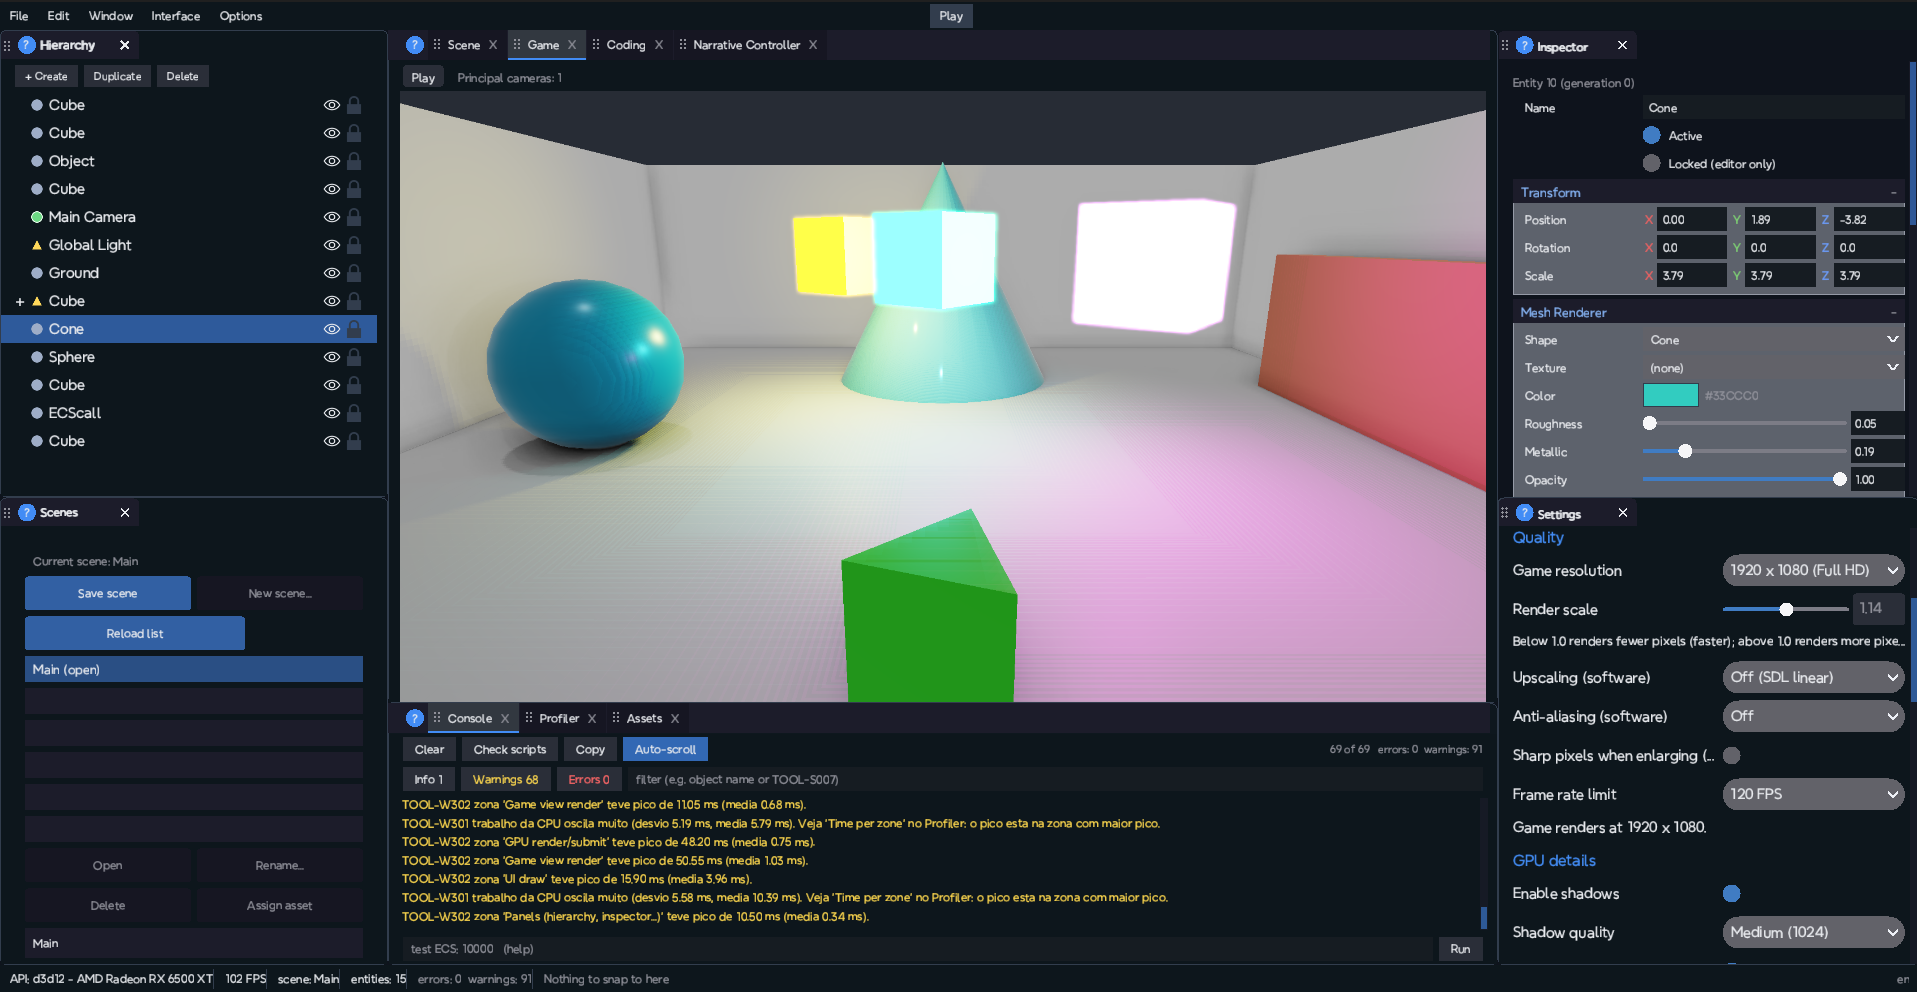 File Edit Window Interface Options Play
? Hierarchy X
+ Create Duplicate Delete
Cube
Cube
Object
Cube
Main Camera
Global Light
Ground
+ Cube
Cone
Sphere
Cube
ECScall
Cube
? Scenes X
Current scene: Main
Save scene New scene...
Reload list
Main (open)
Open Rename...
Delete Assign asset
Main
? Scene X Game X Coding X Narrative Controller X
Play Principal cameras: 1
? Console X Profiler X Assets X
Clear Check scripts Copy Auto-scroll 69 of 69 errors: 0 warnings: 91
Info 1 Warnings 68 Errors 0 filter (e.g. object name or TOOL-S007)
TOOL-W302 zona 'Game view render' teve pico de 11.05 ms (media 0.68 ms).
TOOL-W301 trabalho da CPU oscila muito (desvio 5.19 ms, media 5.79 ms). Veja 'Time per zone' no Profiler: o pico esta na zona com maior pico.
TOOL-W302 zona 'GPU render/submit' teve pico de 48.20 ms (media 0.75 ms).
TOOL-W302 zona 'Game view render' teve pico de 50.55 ms (media 1.03 ms).
TOOL-W302 zona 'UI draw' teve pico de 15.90 ms (media 3.96 ms).
TOOL-W301 trabalho da CPU oscila muito (desvio 5.58 ms, media 10.39 ms). Veja 'Time per zone' no Profiler: o pico esta na zona com maior pico.
TOOL-W302 zona 'Panels (hierarchy, inspector...)' teve pico de 10.50 ms (media 0.34 ms).
test ECS: 10000 (help) Run
? Inspector X
Entity 10 (generation 0)
Name Cone
Active
Locked (editor only)
Transform -
Position X 0.00 Y 1.89 Z -3.82
Rotation X 0.0 Y 0.0 Z 0.0
Scale X 3.79 Y 3.79 Z 3.79
Mesh Renderer -
Shape Cone
Texture (none)
Color #33CCC0
Roughness 0.05
Metallic 0.19
Opacity 1.00
? Settings X
Quality
Game resolution 1920 x 1080 (Full HD)
Render scale 1.14
Below 1.0 renders fewer pixels (faster); above 1.0 renders more pixe...
Upscaling (software) Off (SDL linear)
Anti-aliasing (software) Off
Sharp pixels when enlarging (...
Frame rate limit 120 FPS
Game renders at 1920 x 1080.
GPU details
Enable shadows
Shadow quality Medium (1024)
API: d3d12 - AMD Radeon RX 6500 XT 102 FPS scene: Main entities: 15 errors: 0 warnings: 91 Nothing to snap to here en